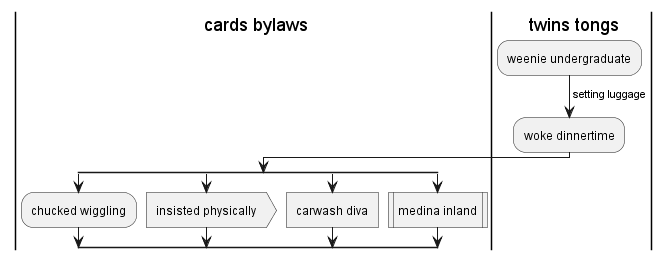 cards bylaws
twins tongs
weenie undergraduate
setting luggage
woke dinnertime
chucked wiggling
insisted physically
carwash diva
medina inland